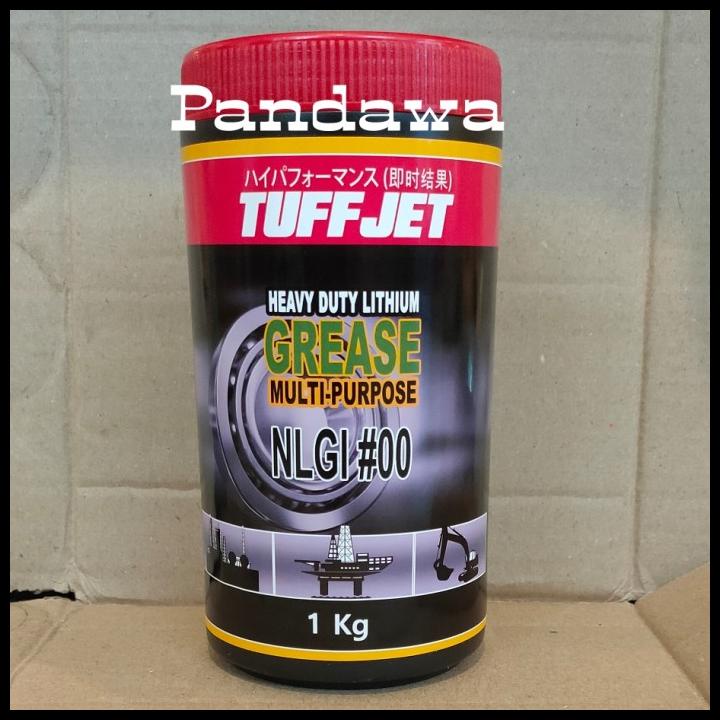 Pandawa
ハイパフォーマンス (即时结果)
TUFFJET
HEAVY DUTY LITHIUM
GREASE
MULTI-PURPOSE
NLGI #00
1 Kg